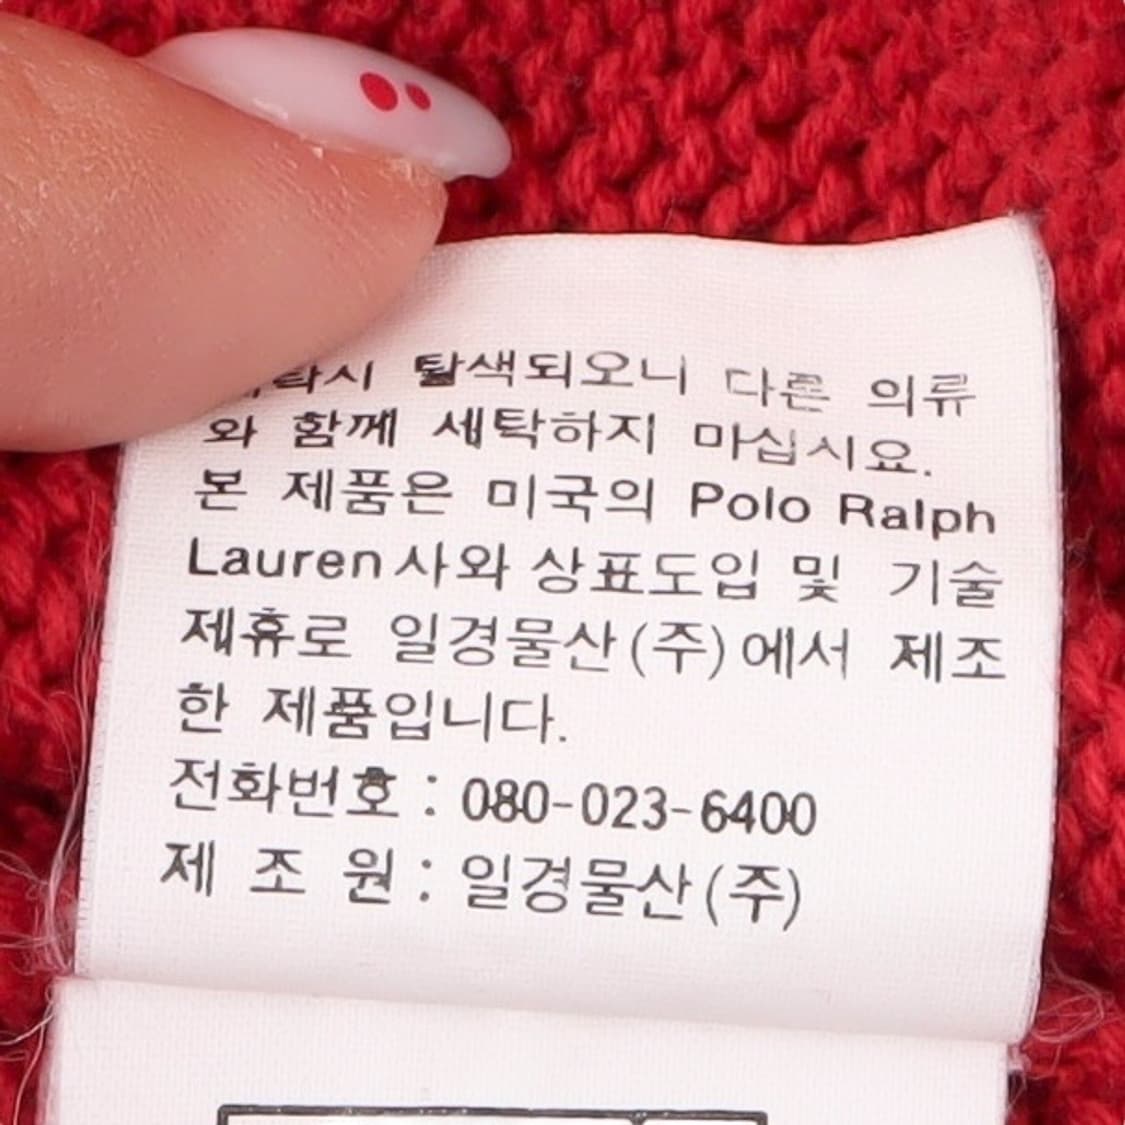 탈색되오니 다른 의류
와 함께 세탁하지 마십시요.
본 제품은 미국의 Polo Ralph
Lauren사와 상표도입 및 기술
제휴로 일경물산(주)에서 제조
한 제품입니다.
전화번호 : 080-023-6400
제 조 원 : 일경물산(주)